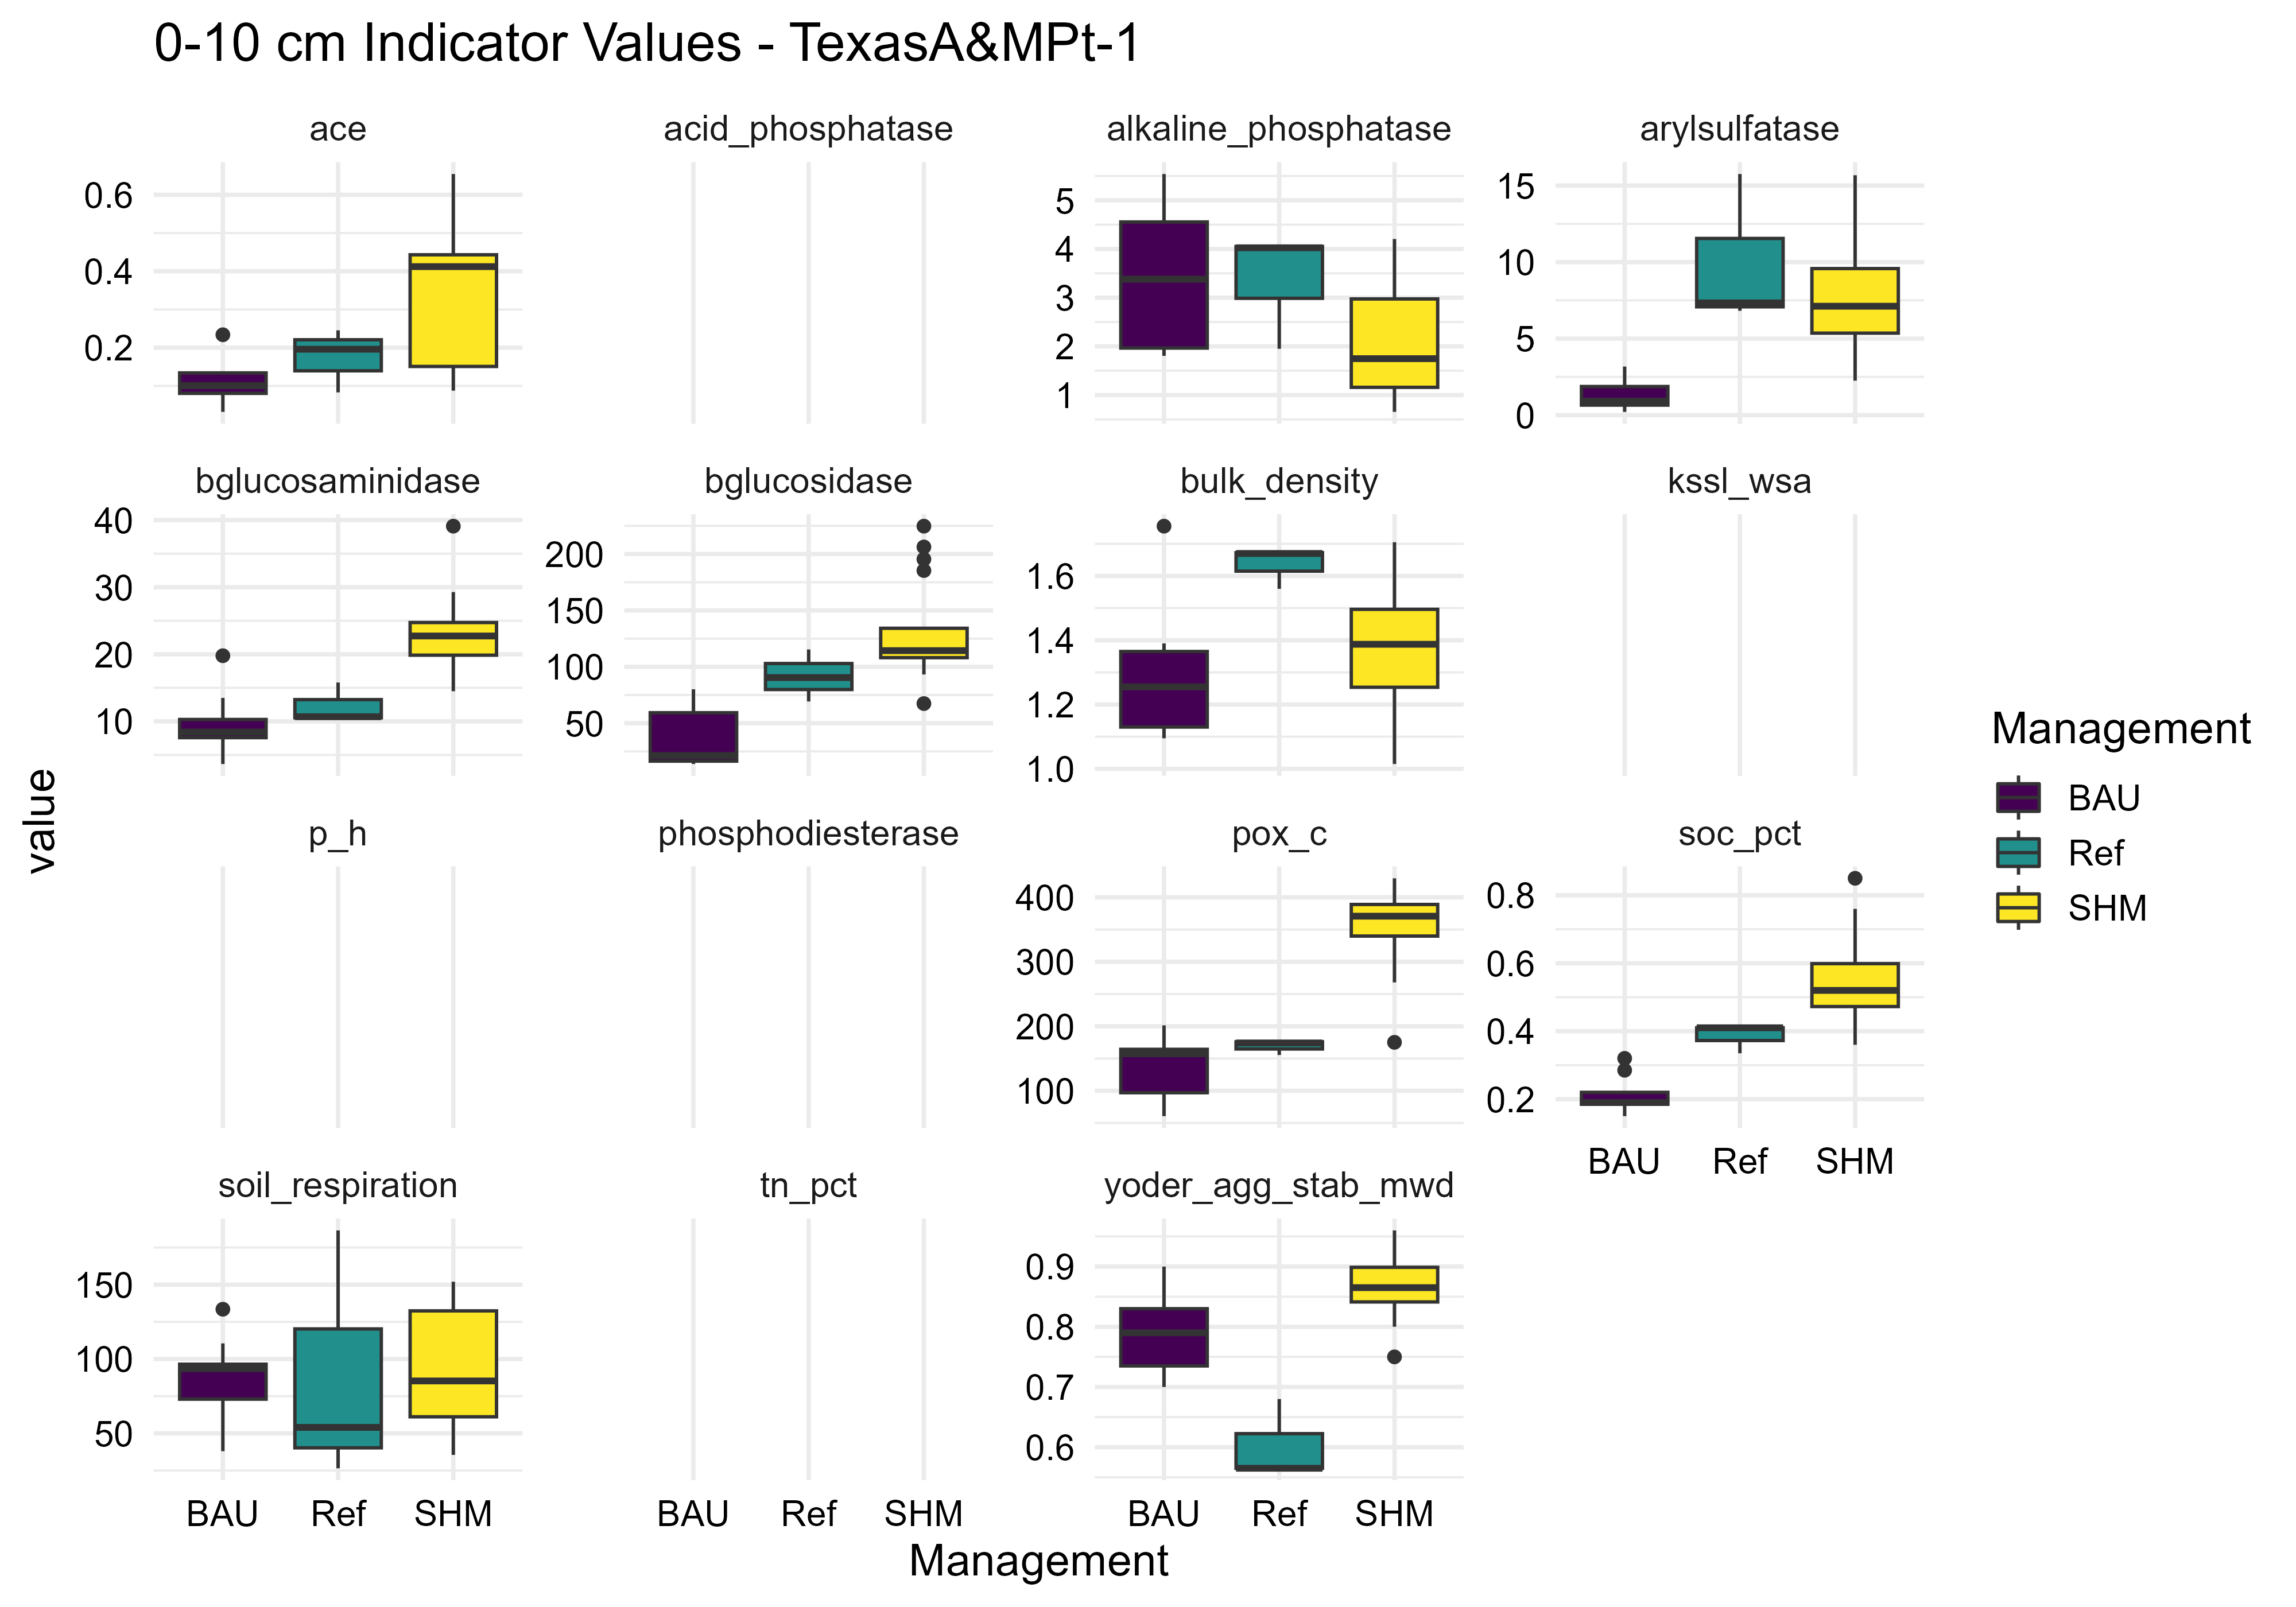 0-10 cm Indicator Values - TexasA&MPt-1
ace
acid_phosphatase
alkaline_phosphatase
arylsulfatase
0.6
0.4
0.2
5
4
3
2
1
15
10
5
0
bglucosaminidase
bglucosidase
bulk_density
kssl_wsa
40
30
20
10
200
150
100
50
1.6
1.4
1.2
1.0
p_h
phosphodiesterase
pox_c
soc_pct
400
300
200
100
0.8
0.6
0.4
0.2
BAU Ref SHM
soil_respiration
tn_pct
yoder_agg_stab_mwd
150
100
50
0.9
0.8
0.7
0.6
BAU Ref SHM
BAU Ref SHM
BAU Ref SHM
Management
value
Management
BAU
Ref
SHM